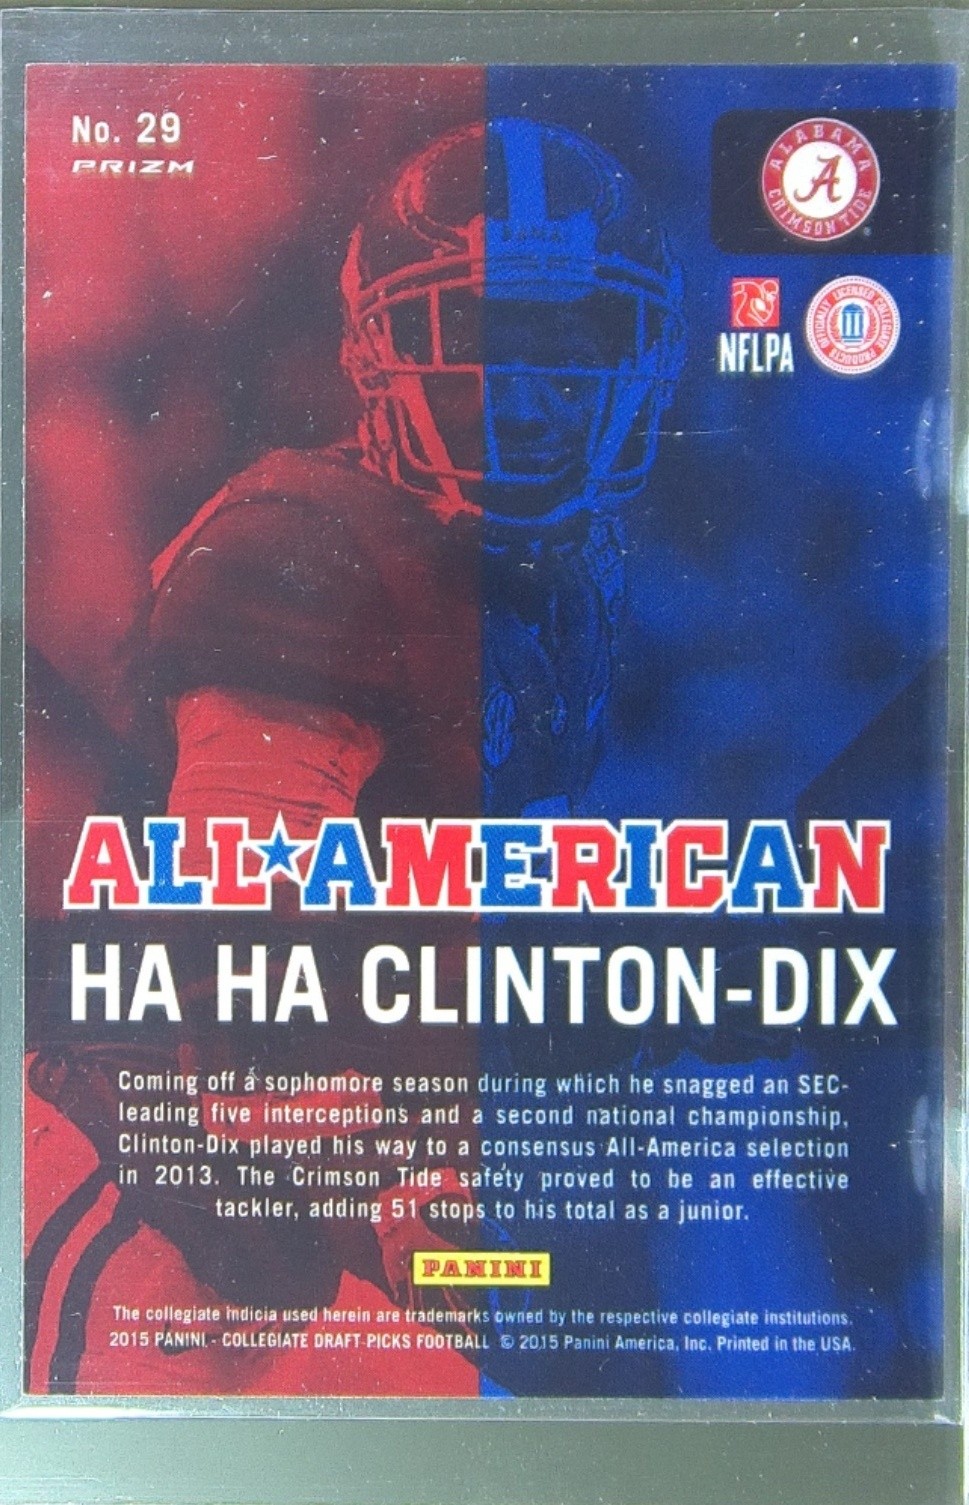 No. 29
PRIZM
ALABAMA
A
CRIMSON TIDE
NFLPA
OFFICIALLY LICENSED COLLEGIATE PRODUCTS
ALL★AMERICAN
HA HA CLINTON-DIX
Coming off a sophomore season during which he snagged an SEC-
leading five interceptions and a second national championship,
Clinton-Dix played his way to a consensus All-America selection
in 2013. The Crimson Tide safety proved to be an effective
tackler, adding 51 stops to his total as a junior.
PANINI
The collegiate indicia used herein are trademarks owned by the respective collegiate institutions.
2015 PANINI - COLLEGIATE DRAFT PICKS FOOTBALL © 2015 Panini America, Inc. Printed in the USA.